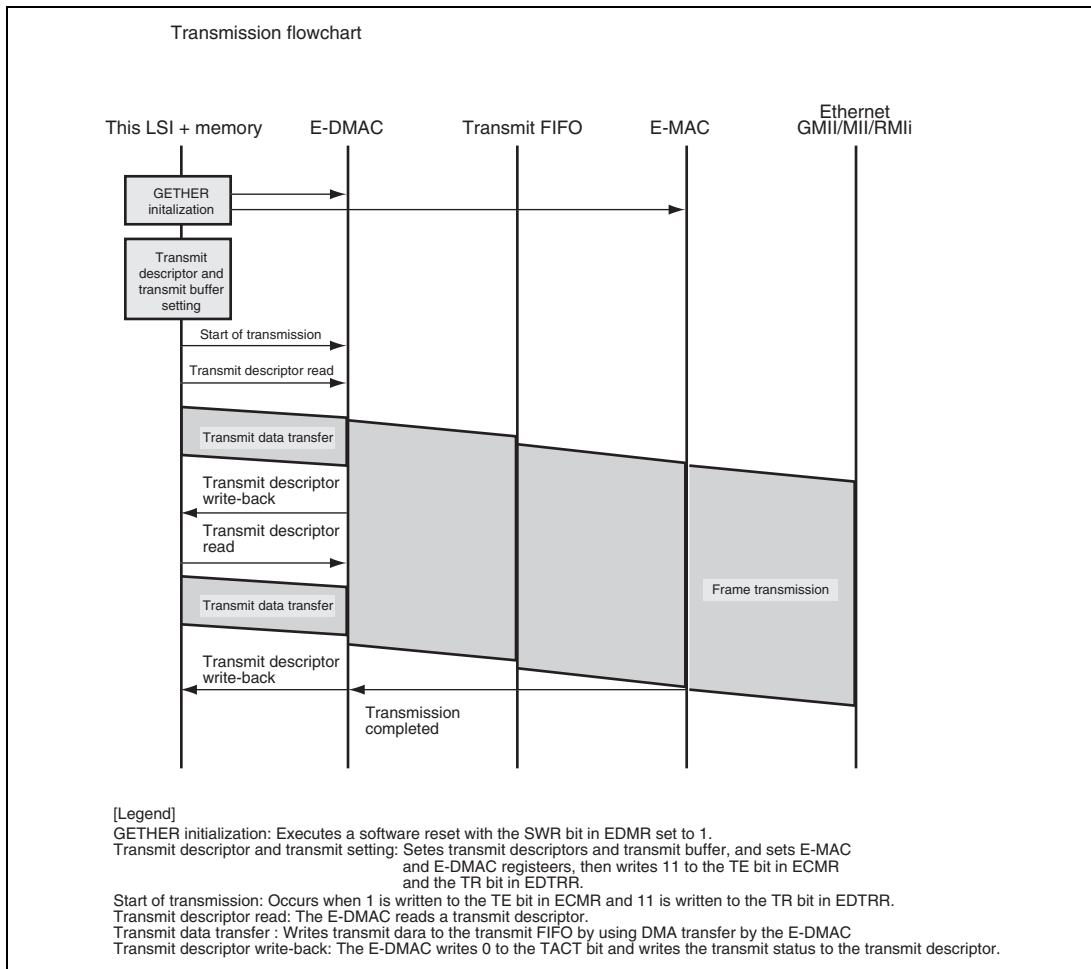 Transmission flowchart
This LSI + memory
E-DMAC
Transmit FIFO
E-MAC
Ethernet
GMII/MII/RMIi
GETHER
initalization
Transmit
descriptor and
transmit buffer
setting
Start of transmission
Transmit descriptor read
Transmit data transfer
Transmit descriptor
write-back
Transmit descriptor
read
Transmit data transfer
Frame transmission
Transmit descriptor
write-back
Transmission
completed
[Legend]
GETHER initialization: Executes a software reset with the SWR bit in EDMR set to 1.
Transmit descriptor and transmit setting: Setes transmit descriptors and transmit buffer, and sets E-MAC
and E-DMAC registeers, then writes 11 to the TE bit in ECMR
and the TR bit in EDTRR.
Start of transmission: Occurs when 1 is written to the TE bit in ECMR and 11 is written to the TR bit in EDTRR.
Transmit descriptor read: The E-DMAC reads a transmit descriptor.
Transmit data transfer : Writes transmit dara to the transmit FIFO by using DMA transfer by the E-DMAC
Transmit descriptor write-back: The E-DMAC writes 0 to the TACT bit and writes the transmit status to the transmit descriptor.